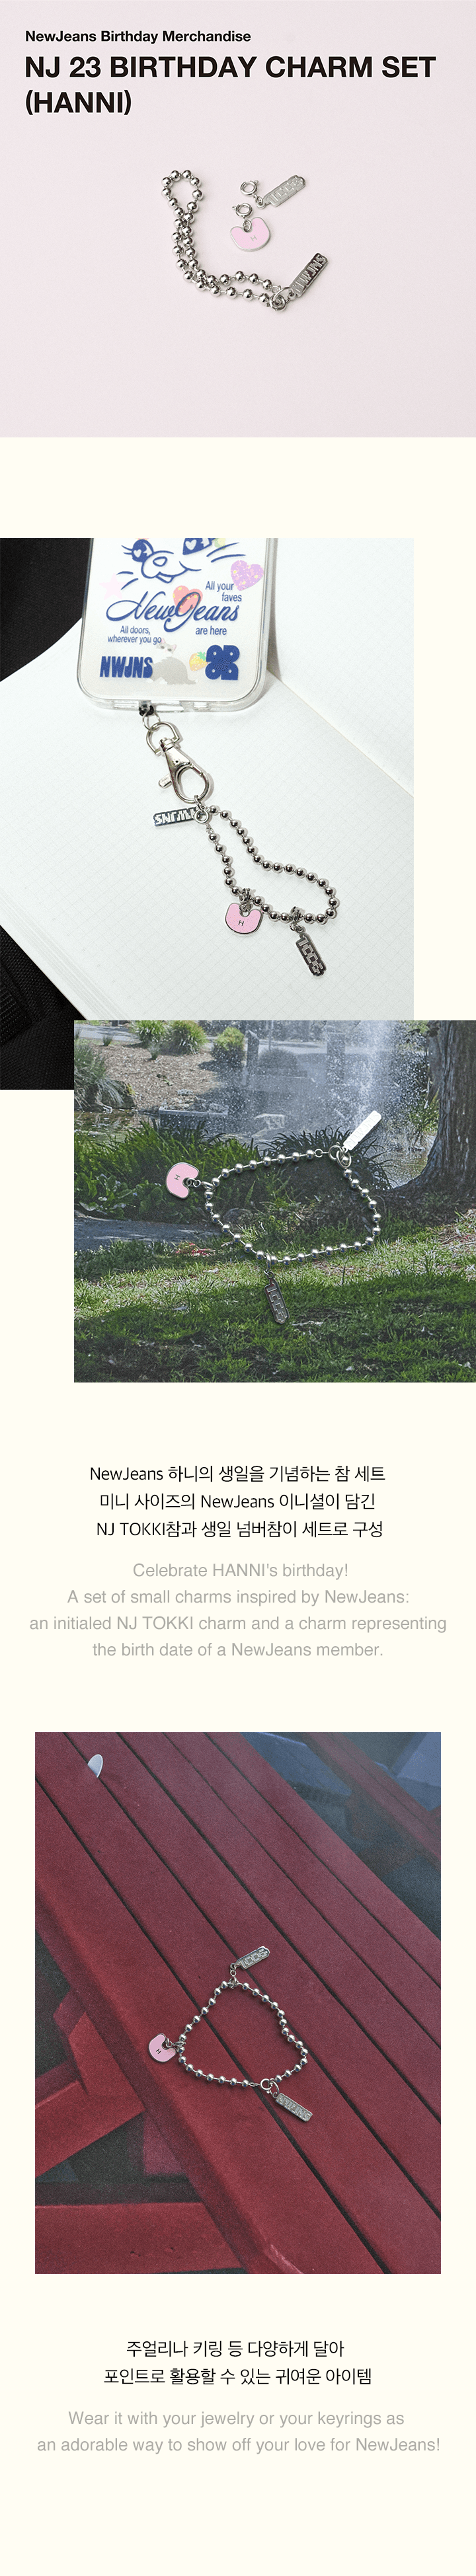 NewJeans Birthday Merchandise
NJ 23 BIRTHDAY CHARM SET
(HANNI)
H
All your
faves
NewJeans
All doors,
wherever you go
are here
NWJNS
NWJNS
H
H
NewJeans 하니의 생일을 기념하는 참 세트
미니 사이즈의 NewJeans 이니셜이 담긴
NJ TOKKI참과 생일 넘버참이 세트로 구성
Celebrate HANNI's birthday!
A set of small charms inspired by NewJeans:
an initialed NJ TOKKI charm and a charm representing
the birth date of a NewJeans member.
H
주얼리나 키링 등 다양하게 달아
포인트로 활용할 수 있는 귀여운 아이템
Wear it with your jewelry or your keyrings as
an adorable way to show off your love for NewJeans!